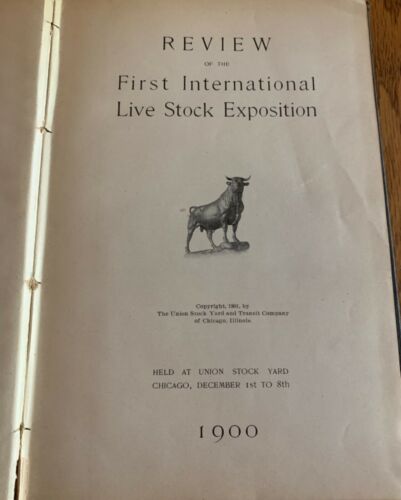 REVIEW
OF THE
First International
Live Stock Exposition
Copyright, 1901, by
The Union Stock Yard and Transit Company
of Chicago, Illinois.
HELD AT UNION STOCK YARD
CHICAGO, DECEMBER 1ST TO 8th
1900